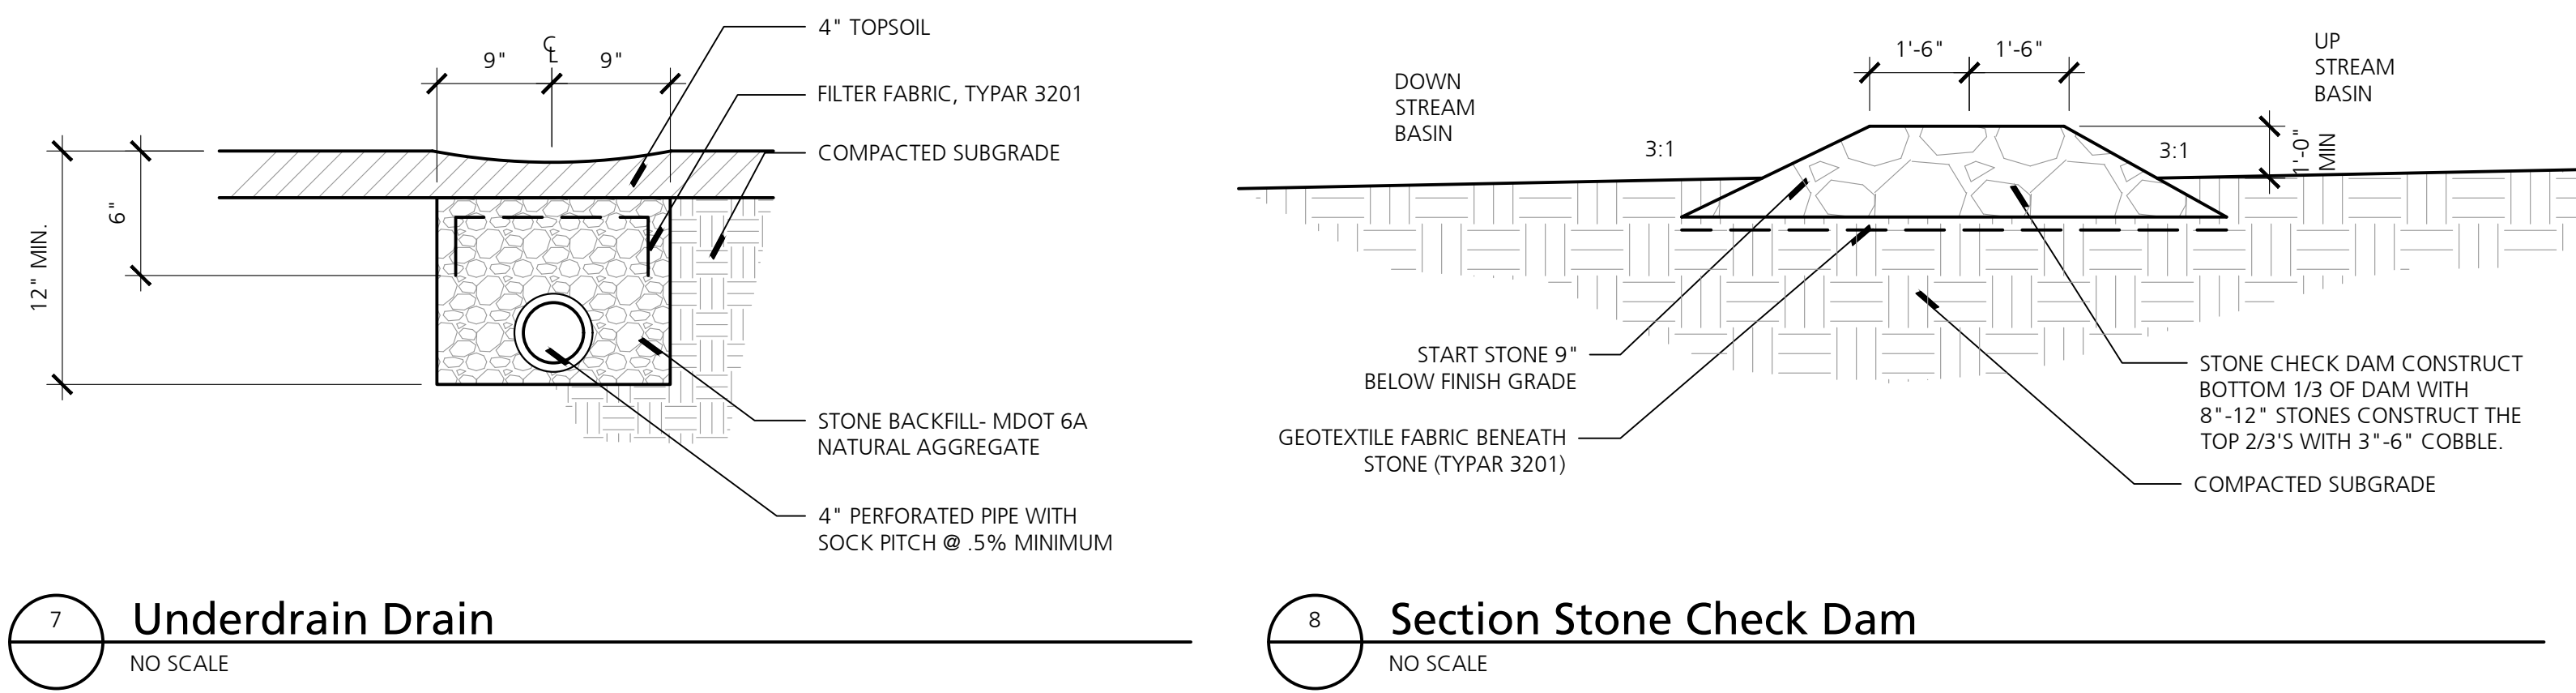 4" TOPSOIL
FILTER FABRIC, TYPAR 3201
COMPACTED SUBGRADE
9"
℄
9"
6"
12" MIN.
STONE BACKFILL- MDOT 6A
NATURAL AGGREGATE
4" PERFORATED PIPE WITH
SOCK PITCH @ .5% MINIMUM
7
Underdrain Drain
NO SCALE
DOWN
STREAM
BASIN
1'-6"
1'-6"
UP
STREAM
BASIN
3:1
3:1
1'-0"
MIN
START STONE 9"
BELOW FINISH GRADE
GEOTEXTILE FABRIC BENEATH
STONE (TYPAR 3201)
STONE CHECK DAM CONSTRUCT
BOTTOM 1/3 OF DAM WITH
8"-12" STONES CONSTRUCT THE
TOP 2/3'S WITH 3"-6" COBBLE.
COMPACTED SUBGRADE
8
Section Stone Check Dam
NO SCALE